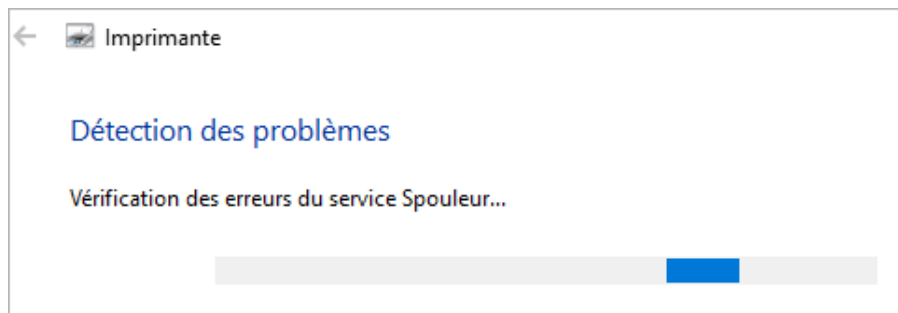 Imprimante
Détection des problèmes
Vérification des erreurs du service Spouleur...